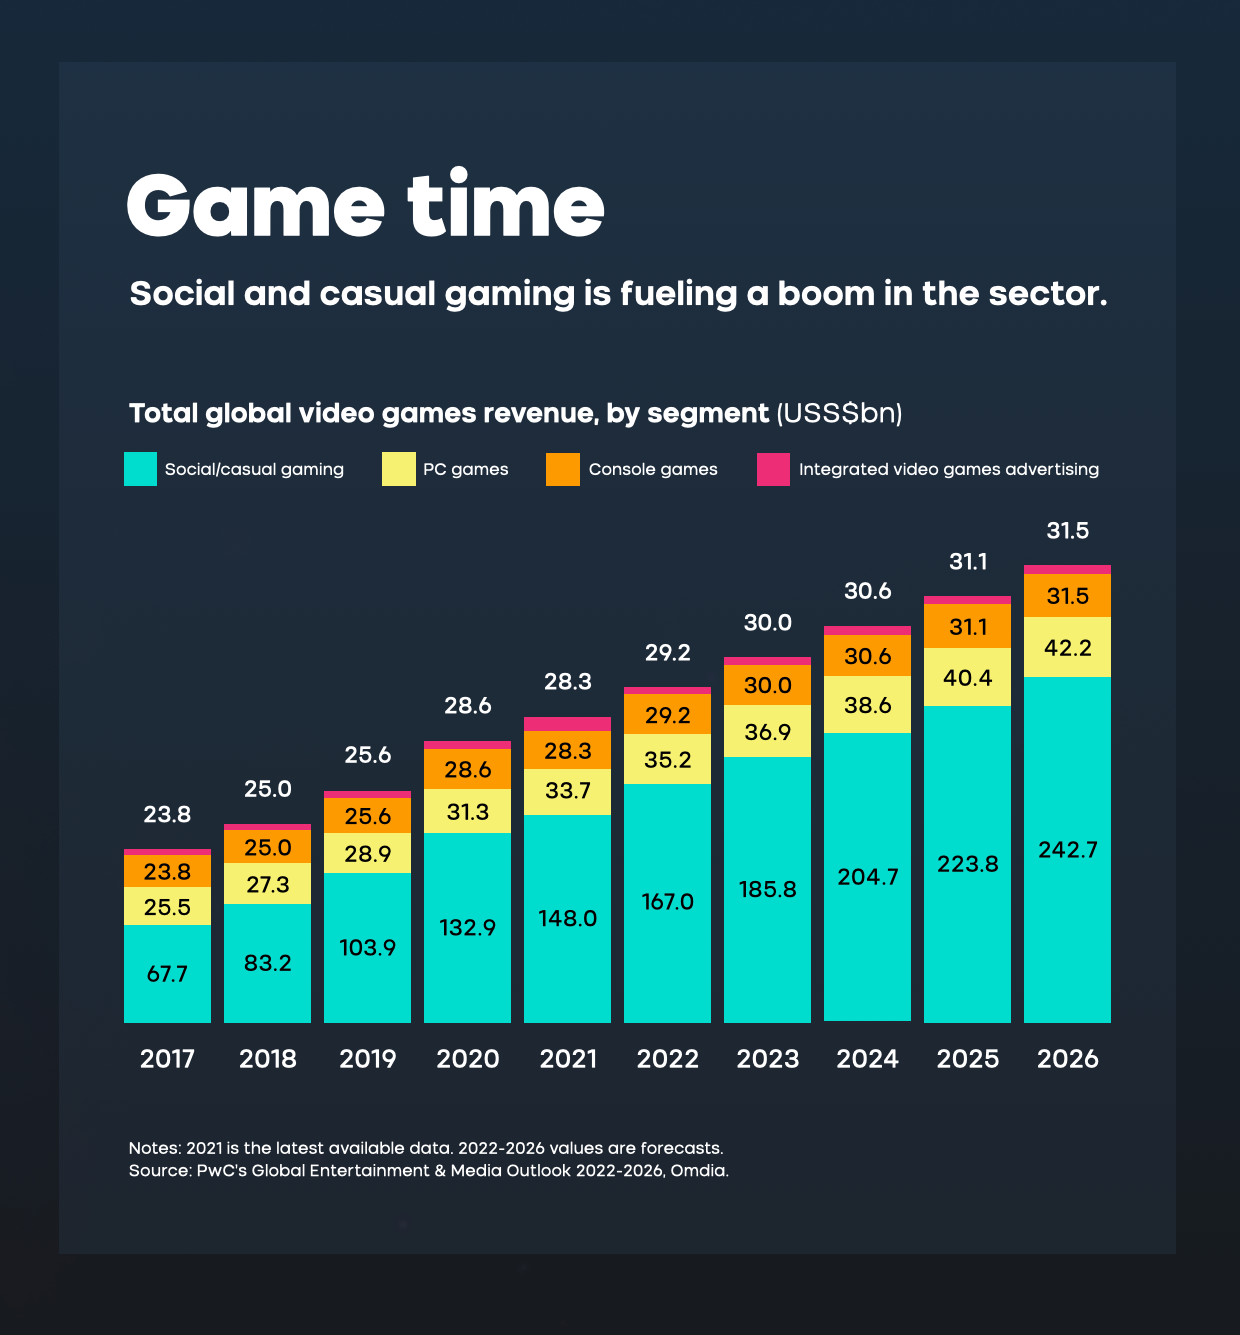 Game time
Social and casual gaming is fueling a boom in the sector.
Total global video games revenue, by segment (USS$bn)
Social/casual gaming PC games Console games Integrated video games advertising
23.8 25.0 25.6 28.6 28.3 29.2 30.0 30.6 31.1 31.5
23.8 25.0 25.6 28.6 28.3 29.2 30.0 30.6 31.1 31.5
25.5 27.3 28.9 31.3 33.7 35.2 36.9 38.6 40.4 42.2
67.7 83.2 103.9 132.9 148.0 167.0 185.8 204.7 223.8 242.7
2017 2018 2019 2020 2021 2022 2023 2024 2025 2026
Notes: 2021 is the latest available data. 2022-2026 values are forecasts.
Source: PwC's Global Entertainment & Media Outlook 2022-2026, Omdia.